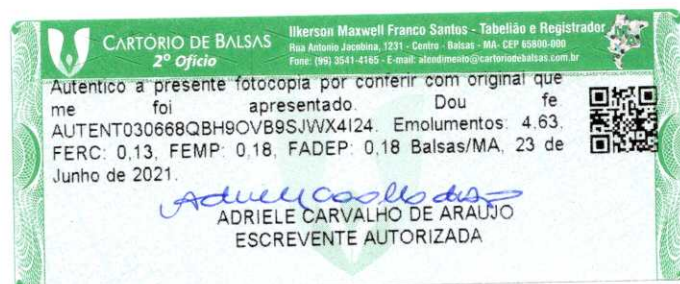 CARTÓRIO DE BALSAS
2º Ofício
Ilkerson Maxwell Franco Santos - Tabelião e Registrador
Rua Antonio Jacobina, 1231 - Centro - Balsas - MA- CEP 65800-000
Fone: (99) 3541-4165 - E-mail: atendimento@cartoriodebalsas.com.br
Autentico a presente fotocopia por conferir com original que
me foi apresentado. Dou fe.
AUTENT030668QBH9OVB9SJWX4I24. Emolumentos: 4.63,
FERC: 0,13, FEMP: 0,18, FADEP: 0,18 Balsas/MA, 23 de
Junho de 2021.
ADRIELE CARVALHO DE ARAUJO
ESCREVENTE AUTORIZADA